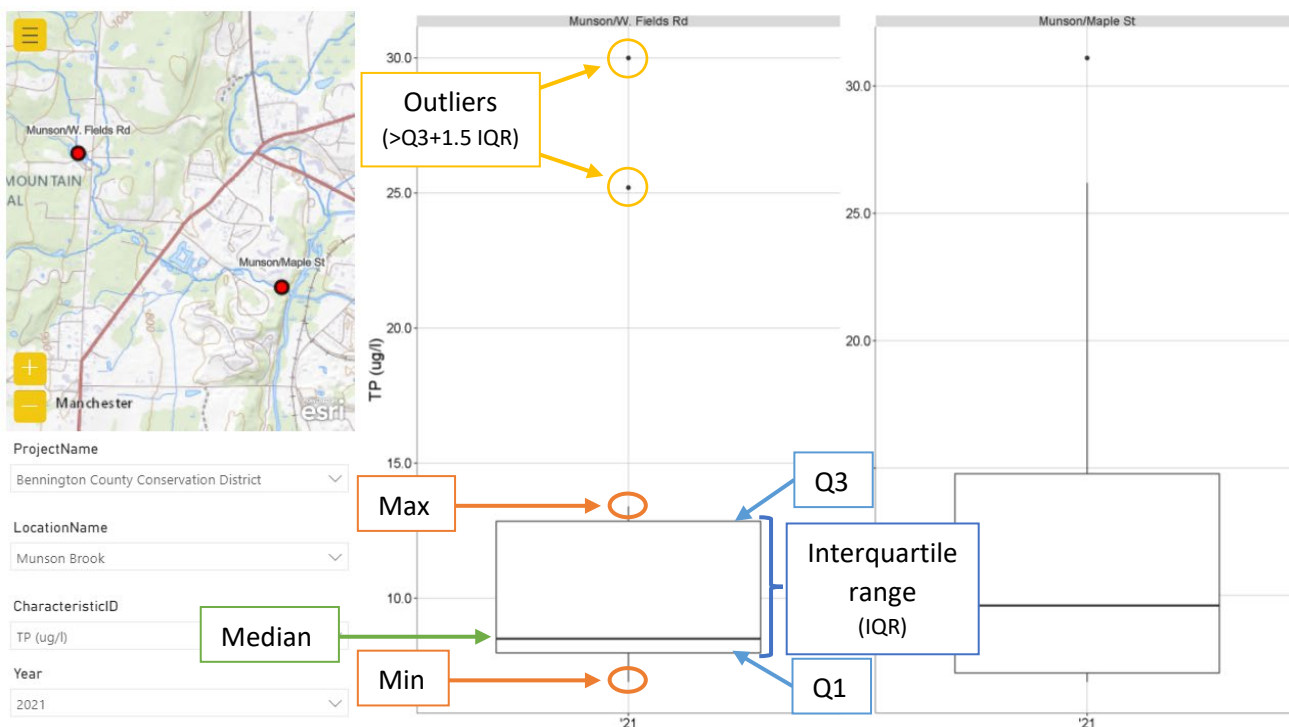 Munson/W. Fields Rd
MOUNTAIN
AL
Munson/Maple St
Manchester
esri
ProjectName
Bennington County Conservation District
LocationName
Munson Brook
CharacteristicID
TP (ug/l)
Year
2021
Munson/W. Fields Rd
Munson/Maple St
TP (ug/l)
30.0
25.0
20.0
15.0
10.0
'21
30.0
25.0
20.0
'21
Outliers
(>Q3+1.5 IQR)
Max
Median
Min
Q3
Interquartile
range
(IQR)
Q1